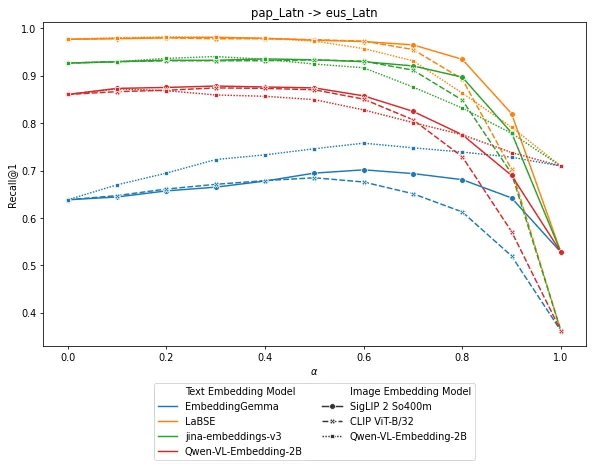 pap_Latn -> eus_Latn
Recall@1
1.0
0.9
0.8
0.7
0.6
0.5
0.4
0.0 0.2 0.4 0.6 0.8 1.0
α
Text Embedding Model Image Embedding Model
EmbeddingGemma SigLIP 2 So400m
LaBSE CLIP ViT-B/32
jina-embeddings-v3 Qwen-VL-Embedding-2B
Qwen-VL-Embedding-2B